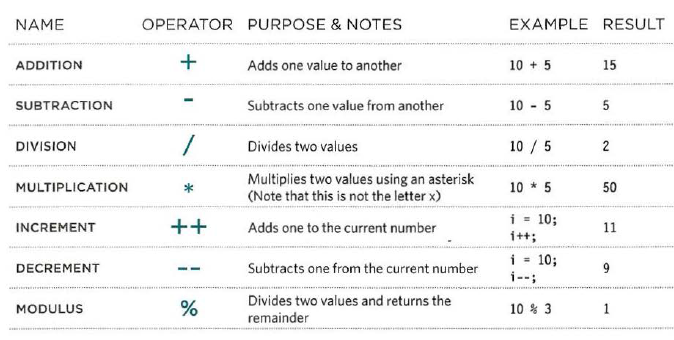 NAME OPERATOR PURPOSE & NOTES EXAMPLE RESULT
ADDITION + Adds one value to another 10 + 5 15
SUBTRACTION - Subtracts one value from another 10 - 5 5
DIVISION / Divides two values 10 / 5 2
MULTIPLICATION * Multiplies two values using an asterisk
(Note that this is not the letter x) 10 * 5 50
INCREMENT ++ Adds one to the current number i = 10;
i++; 11
DECREMENT -- Subtracts one from the current number i = 10;
i--; 9
MODULUS % Divides two values and returns the
remainder 10 % 3 1